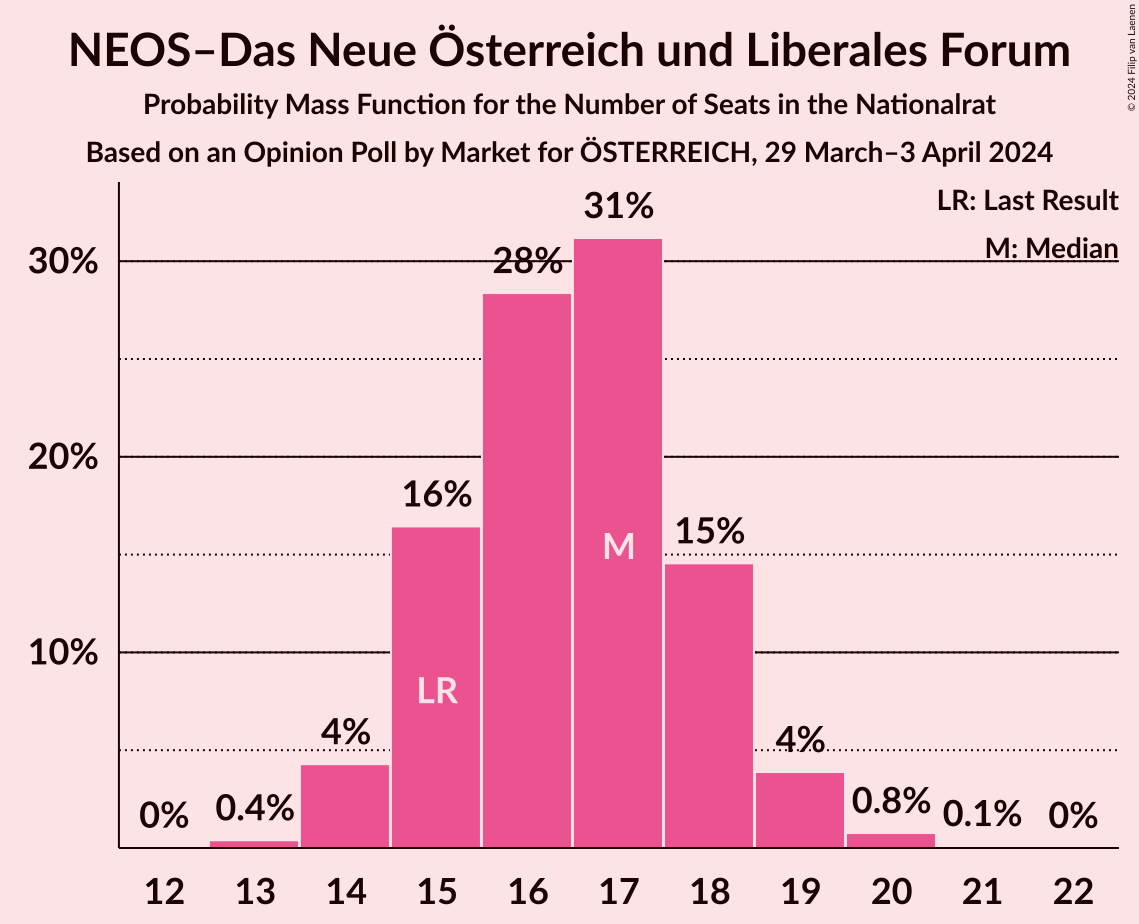 NEOS–Das Neue Österreich und Liberales Forum
Probability Mass Function for the Number of Seats in the Nationalrat
Based on an Opinion Poll by Market for ÖSTERREICH, 29 March–3 April 2024
© 2024 Filip van Laenen
LR: Last Result
M: Median
30%
20%
10%
0%
0.4%
4%
16%
28%
31%
15%
4%
0.8%
0.1%
0%
LR
M
12 13 14 15 16 17 18 19 20 21 22